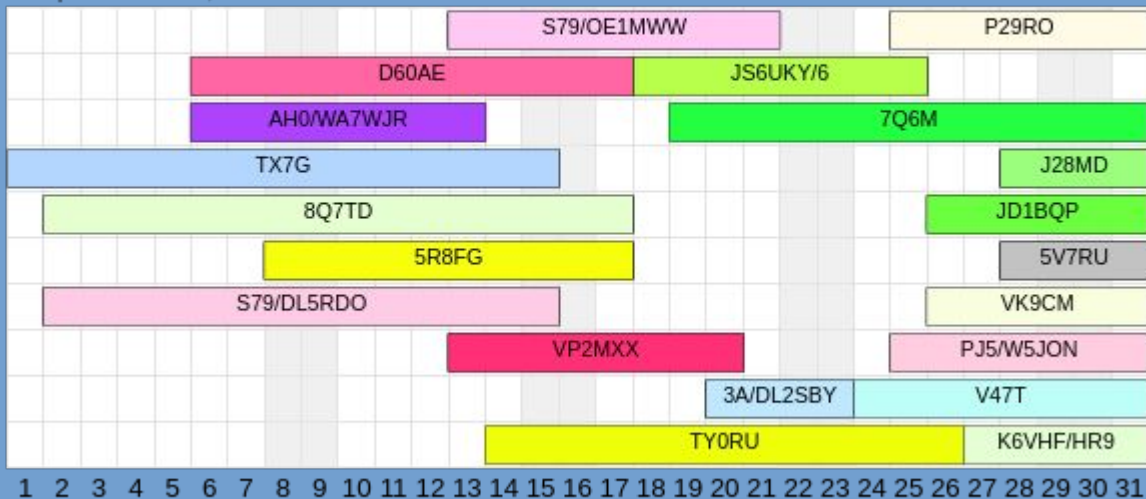 S79/OE1MWW P29RO
D60AE JS6UKY/6
AH0/WA7WJR 7Q6M
TX7G J28MD
8Q7TD JD1BQP
5R8FG 5V7RU
S79/DL5RDO VK9CM
VP2MXX PJ5/W5JON
3A/DL2SBY V47T
TY0RU K6VHF/HR9
1 2 3 4 5 6 7 8 9 10 11 12 13 14 15 16 17 18 19 20 21 22 23 24 25 26 27 28 29 30 31